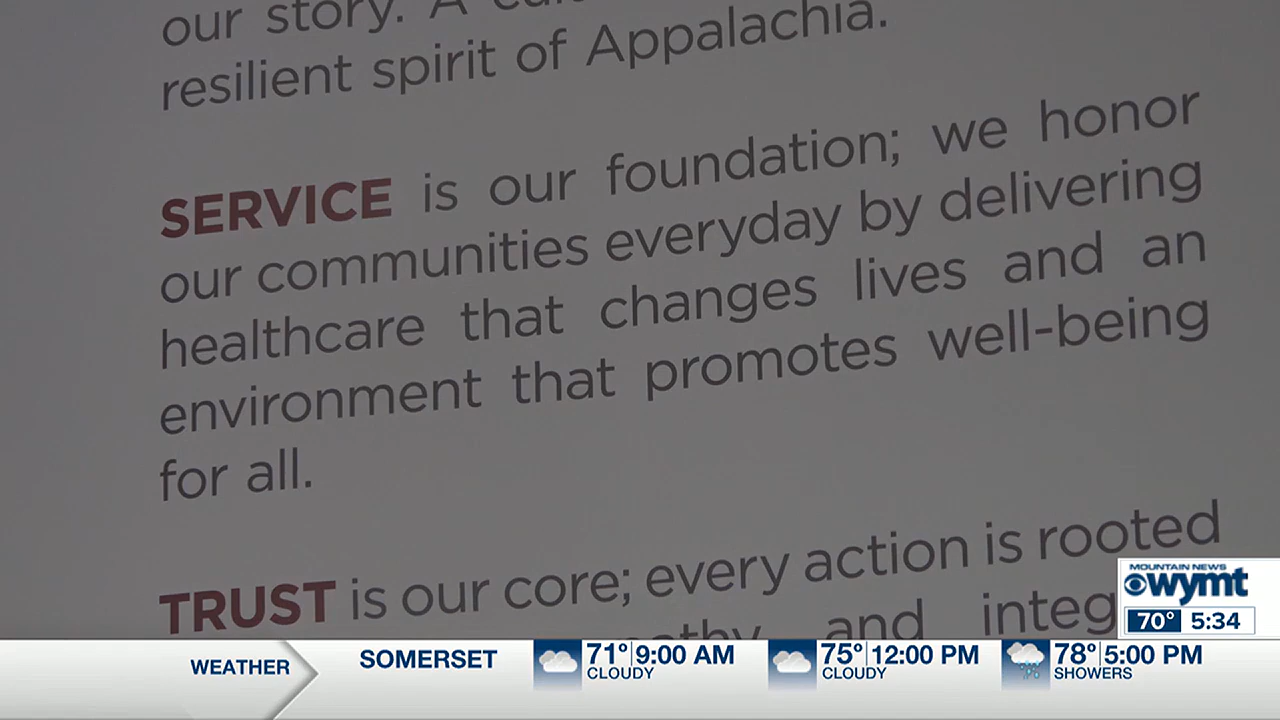 our story. A
resilient spirit of Appalachia.
SERVICE is our foundation; we honor
our communities everyday by delivering
healthcare that changes lives and an
environment that promotes well-being
for all.
TRUST is our core; every action is rooted
and
MOUNTAIN NEWS
wymt
70° 5:34
WEATHER
SOMERSET
71° 9:00 AM
CLOUDY
75° 12:00 PM
CLOUDY
78° 5:00 PM
SHOWERS